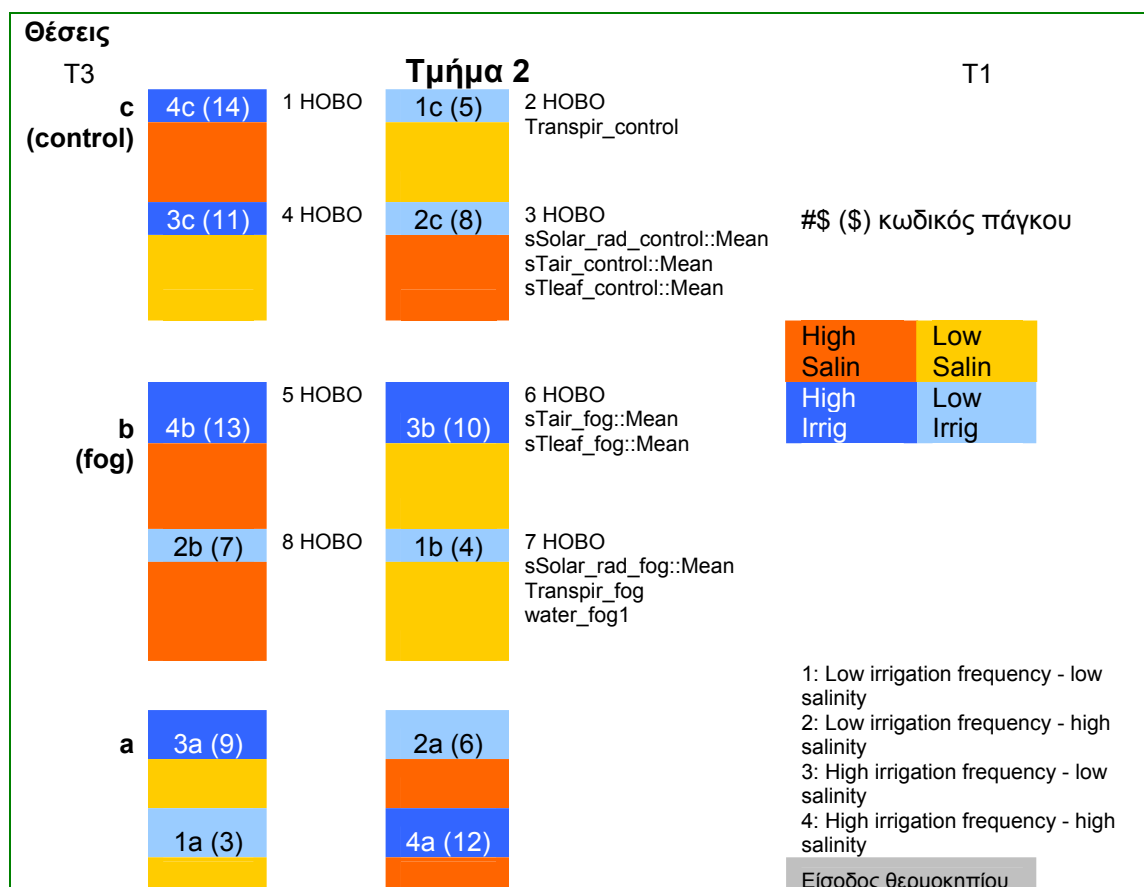 Θέσεις
T3
Τμήμα 2
T1
c
(control)
4c (14)
1 HOBO
1c (5)
2 HOBO
Transpir_control
3c (11)
4 HOBO
2c (8)
3 HOBO
sSolar_rad_control::Mean
sTair_control::Mean
sTleaf_control::Mean
#$ ($) κωδικός πάγκου
High
Salin
Low
Salin
High
Irrig
Low
Irrig
b
(fog)
4b (13)
5 HOBO
3b (10)
6 HOBO
sTair_fog::Mean
sTleaf_fog::Mean
2b (7)
8 HOBO
1b (4)
7 HOBO
sSolar_rad_fog::Mean
Transpir_fog
water_fog1
a
3a (9)
2a (6)
1a (3)
4a (12)
1: Low irrigation frequency - low
salinity
2: Low irrigation frequency - high
salinity
3: High irrigation frequency - low
salinity
4: High irrigation frequency - high
salinity
Είσοδος θερμοκηπίου